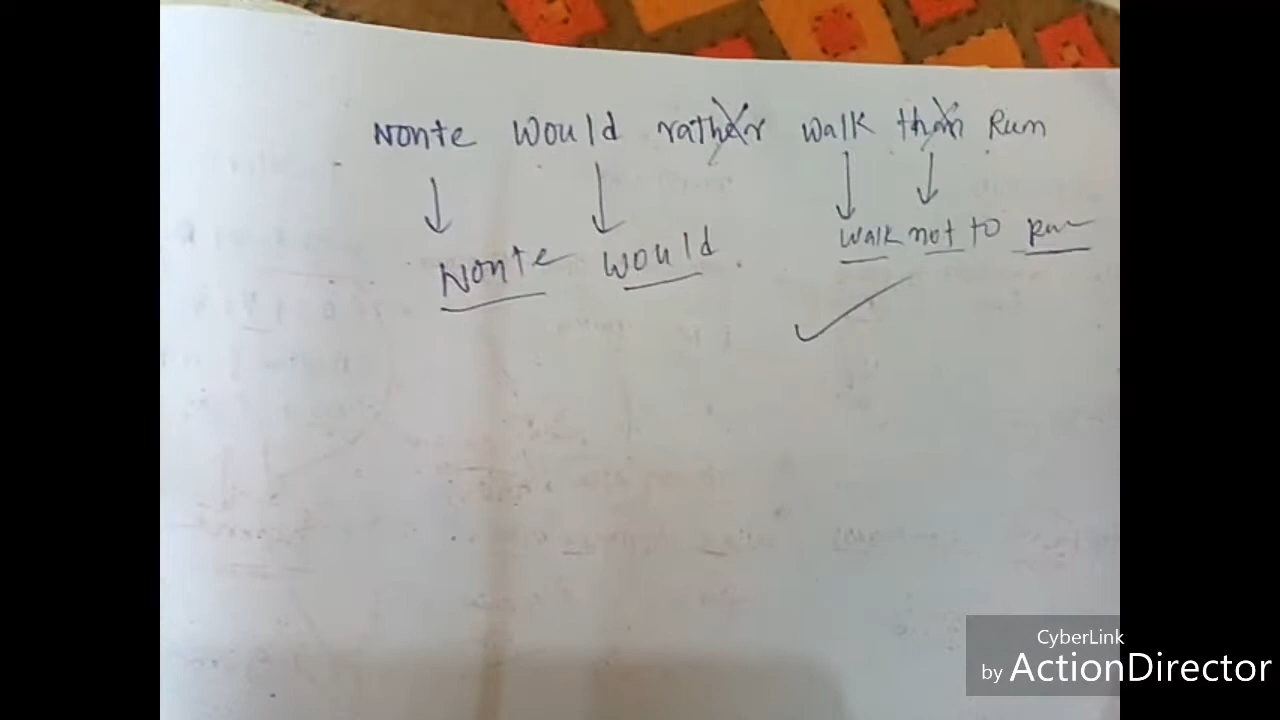 Nonte would rather walk than Run
Nonte would. walk not to Run
CyberLink
by ActionDirector